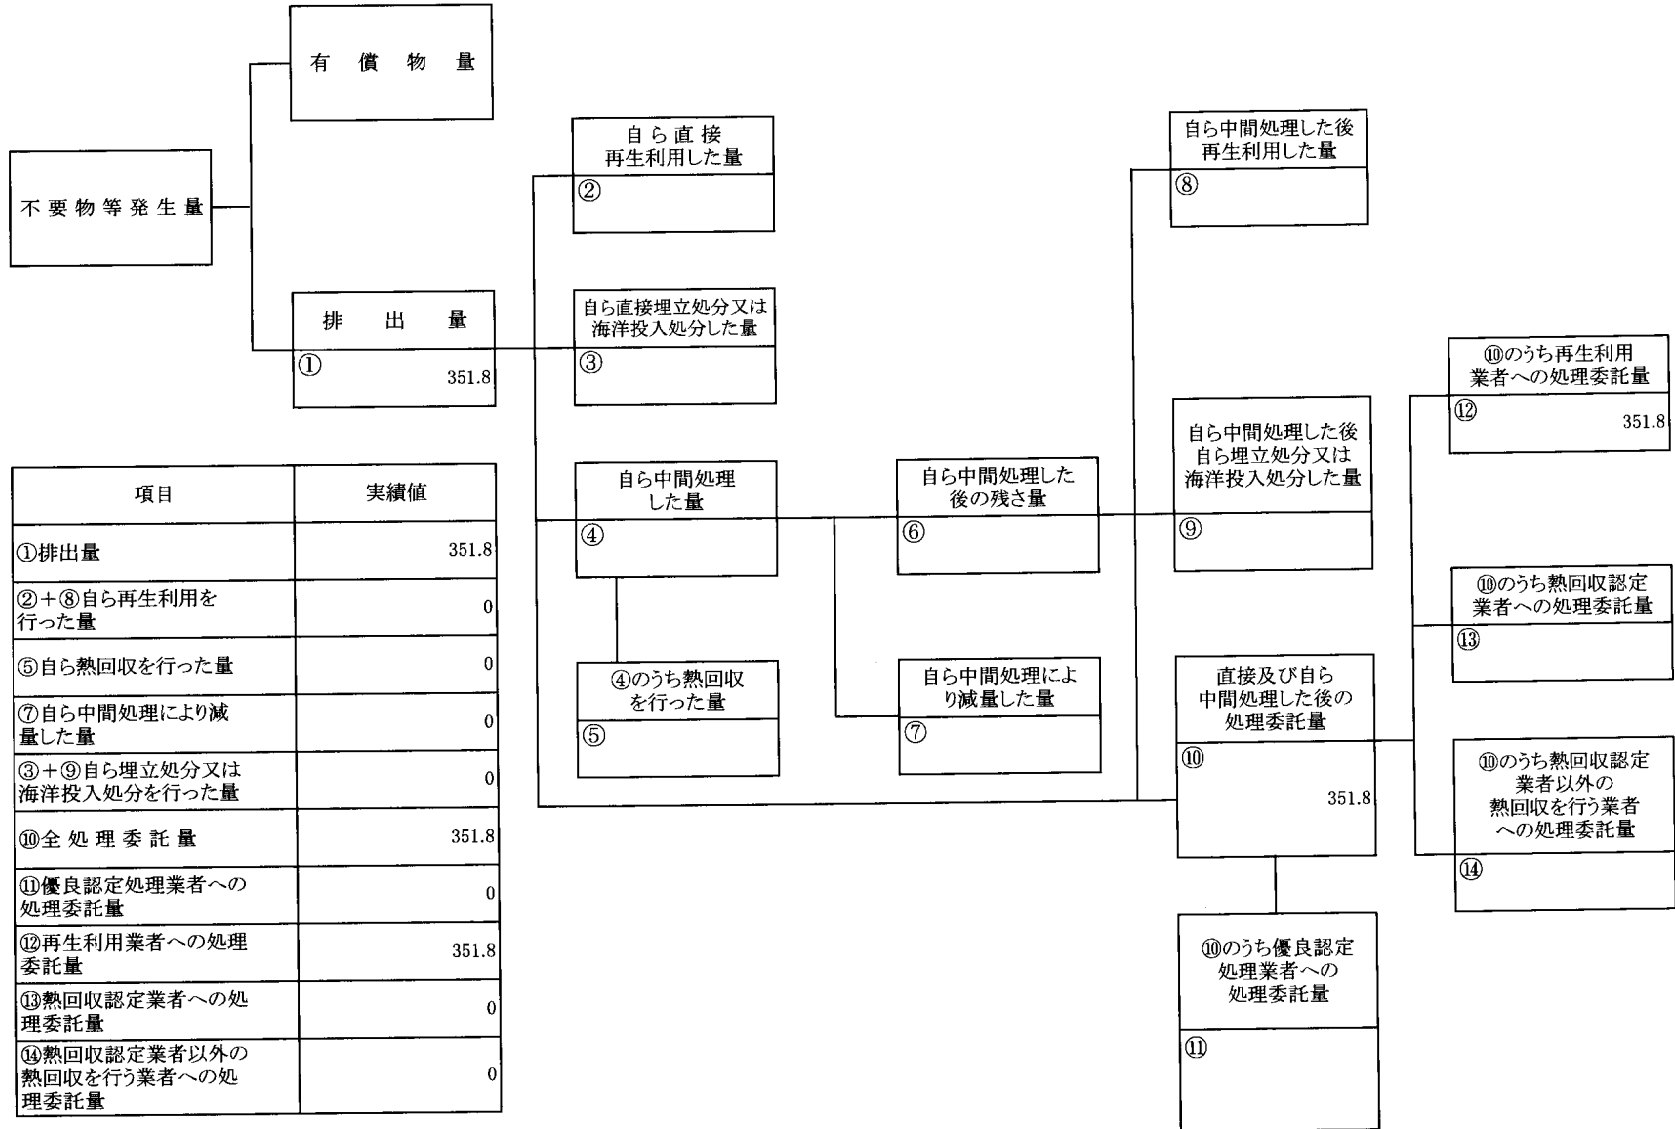 有償物量
不要物等発生量
排出量
①
351.8
自ら直接
再生利用した量
②
自ら直接埋立処分又は
海洋投入処分した量
③
自ら中間処理
した量
④
④のうち熱回収
を行った量
⑤
自ら中間処理した
後の残さ量
⑥
自ら中間処理によ
り減量した量
⑦
自ら中間処理した後
再生利用した量
⑧
自ら中間処理した後
自ら埋立処分又は
海洋投入処分した量
⑨
直接及び自ら
中間処理した後の
処理委託量
⑩
351.8
⑩のうち優良認定
処理業者への
処理委託量
⑪
⑩のうち再生利用
業者への処理委託量
⑫
351.8
⑩のうち熱回収認定
業者への処理委託量
⑬
⑩のうち熱回収認定
業者以外の
熱回収を行う業者
への処理委託量
⑭
項目 実績値
①排出量 351.8
②+⑧自ら再生利用を
行った量 0
⑤自ら熱回収を行った量 0
⑦自ら中間処理により減
量した量 0
③+⑨自ら埋立処分又は
海洋投入処分を行った量 0
⑩全処理委託量 351.8
⑪優良認定処理業者への
処理委託量 0
⑫再生利用業者への処理
委託量 351.8
⑬熱回収認定業者への処
理委託量 0
⑭熱回収認定業者以外の
熱回収を行う業者への処
理委託量 0